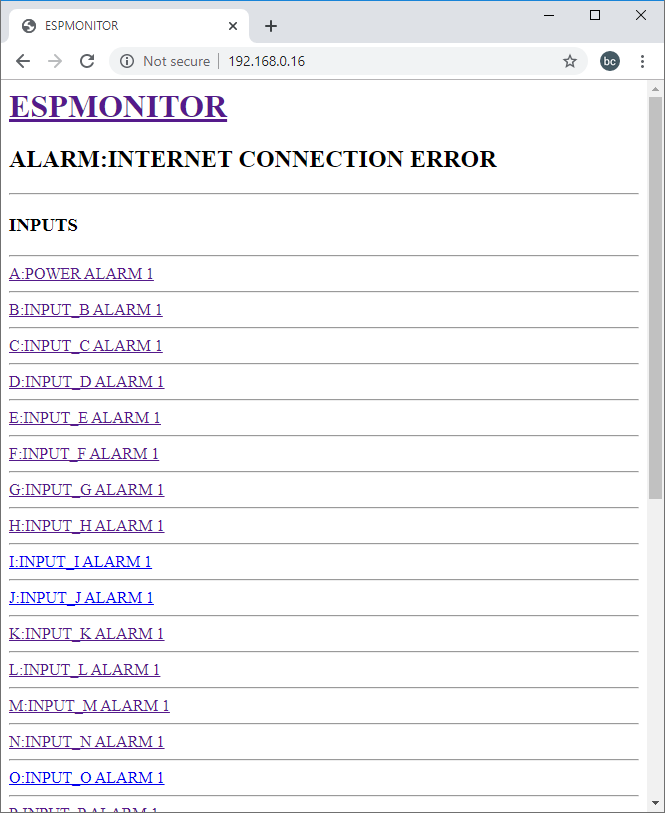 ESPMONITOR
Not secure 192.168.0.16
bc
ESPMONITOR
ALARM:INTERNET CONNECTION ERROR
INPUTS
A:POWER ALARM 1
B:INPUT_B ALARM 1
C:INPUT_C ALARM 1
D:INPUT_D ALARM 1
E:INPUT_E ALARM 1
F:INPUT_F ALARM 1
G:INPUT_G ALARM 1
H:INPUT_H ALARM 1
I:INPUT_I ALARM 1
J:INPUT_J ALARM 1
K:INPUT_K ALARM 1
L:INPUT_L ALARM 1
M:INPUT_M ALARM 1
N:INPUT_N ALARM 1
O:INPUT_O ALARM 1
P:INPUT_P ALARM 1